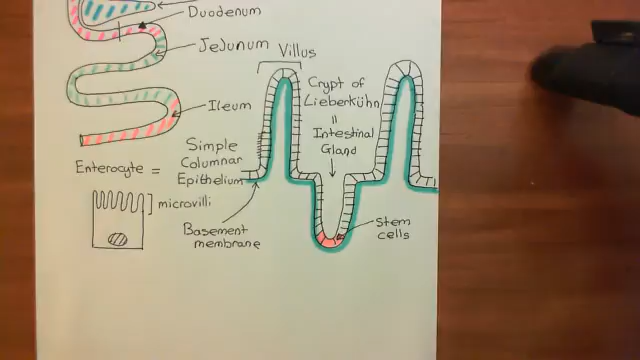 Duodenum
Jejunum
Ileum
Villus
Crypt of
Lieberkühn
=
Intestinal
Gland
Enterocyte =
Simple
Columnar
Epithelium
microvilli
Basement
membrane
Stem
cells